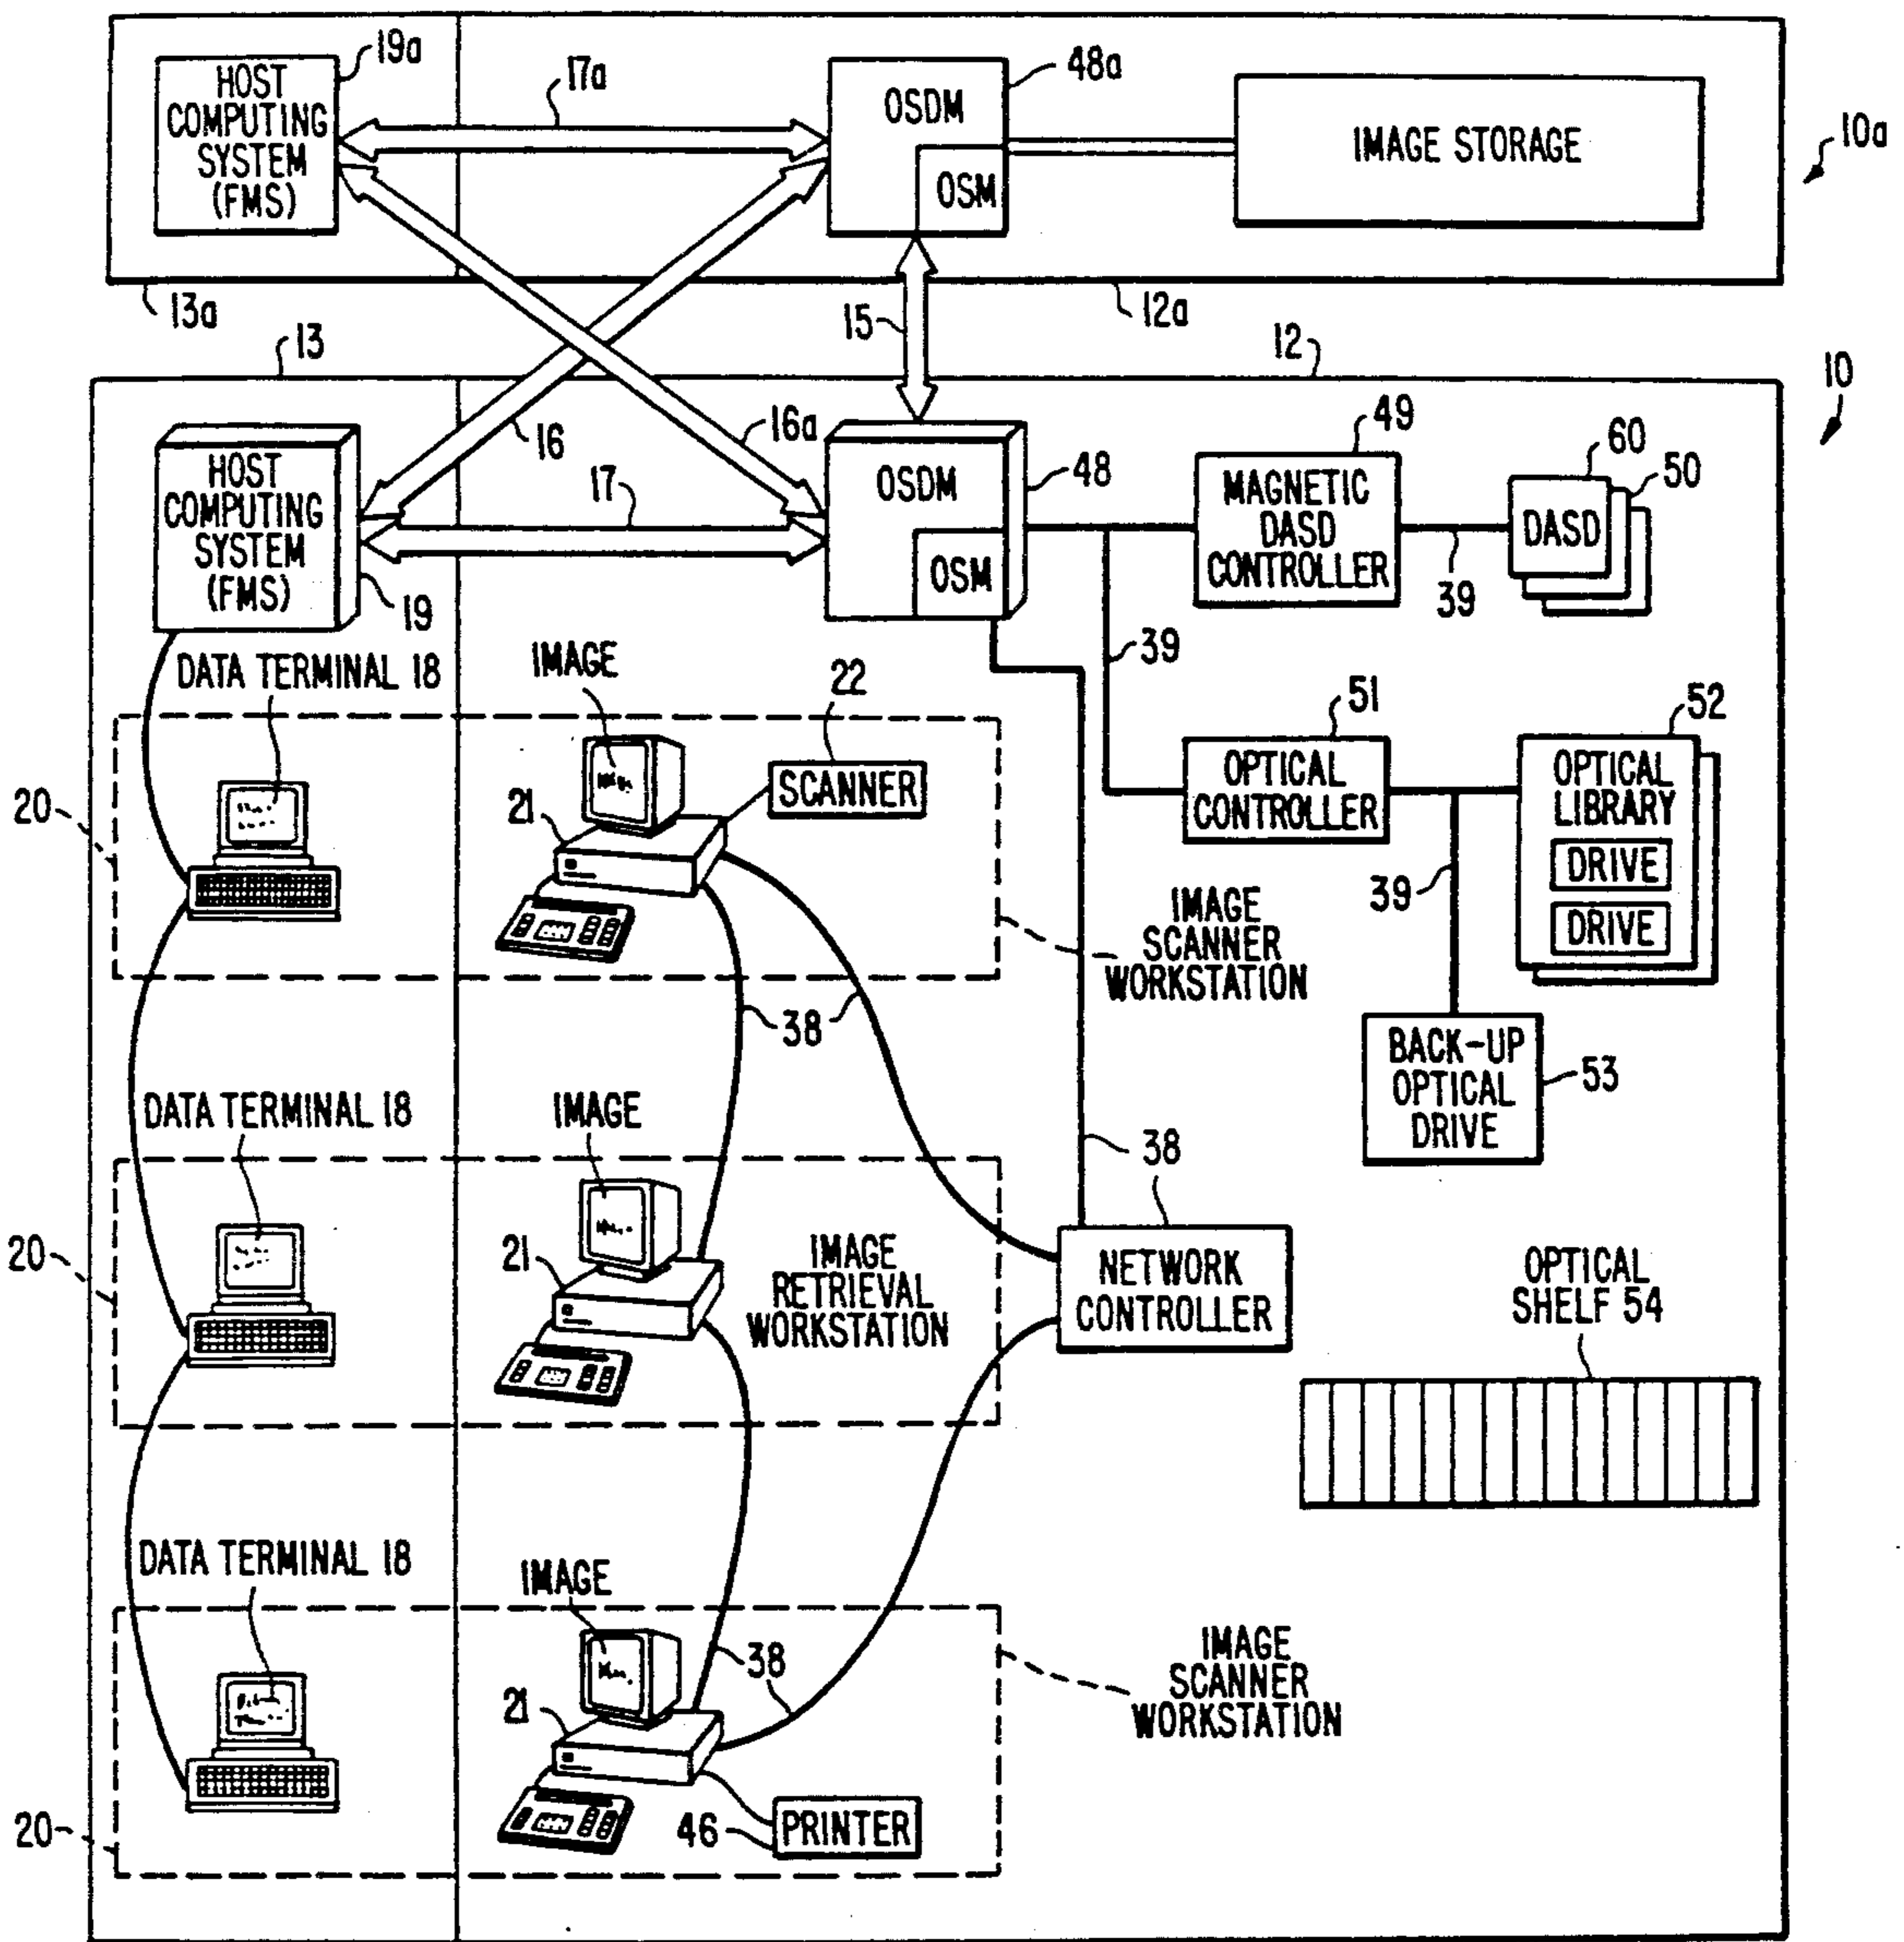 19a
HOST
COMPUTING
SYSTEM
(FMS)
17a
48a
OSDM
OSM
IMAGE STORAGE
10a
13a
15
12a
13
12
10
16
16a
HOST
COMPUTING
SYSTEM
(FMS)
19
17
OSDM
OSM
48
49
MAGNETIC
DASD
CONTROLLER
39
60
50
DASD
39
DATA TERMINAL 18
IMAGE
22
SCANNER
20
21
51
OPTICAL
CONTROLLER
52
OPTICAL
LIBRARY
DRIVE
DRIVE
39
IMAGE
SCANNER
WORKSTATION
38
BACK-UP
OPTICAL
DRIVE
53
DATA TERMINAL 18
IMAGE
38
38
20
21
IMAGE
RETRIEVAL
WORKSTATION
NETWORK
CONTROLLER
OPTICAL
SHELF 54
DATA TERMINAL 18
IMAGE
38
20
21
IMAGE
SCANNER
WORKSTATION
46
PRINTER